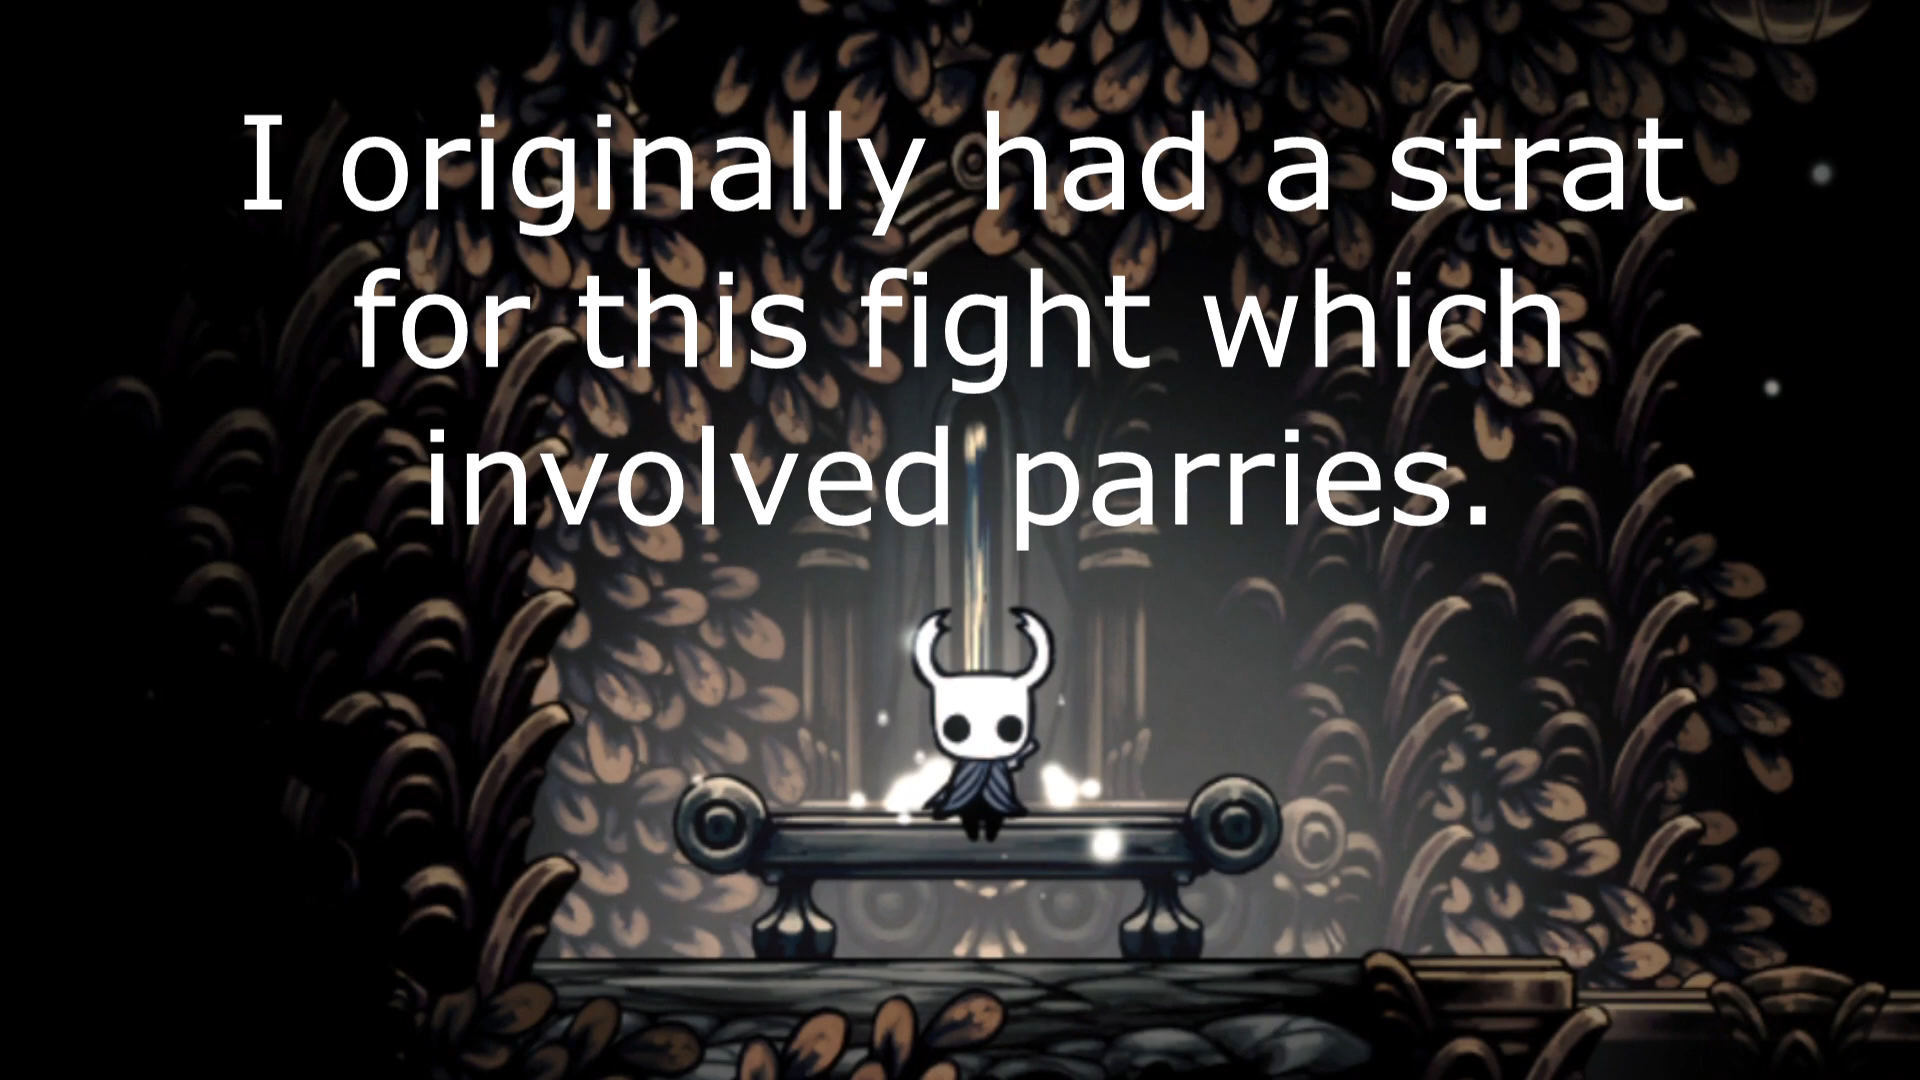 I originally had a strat
for this fight which
involved parries.